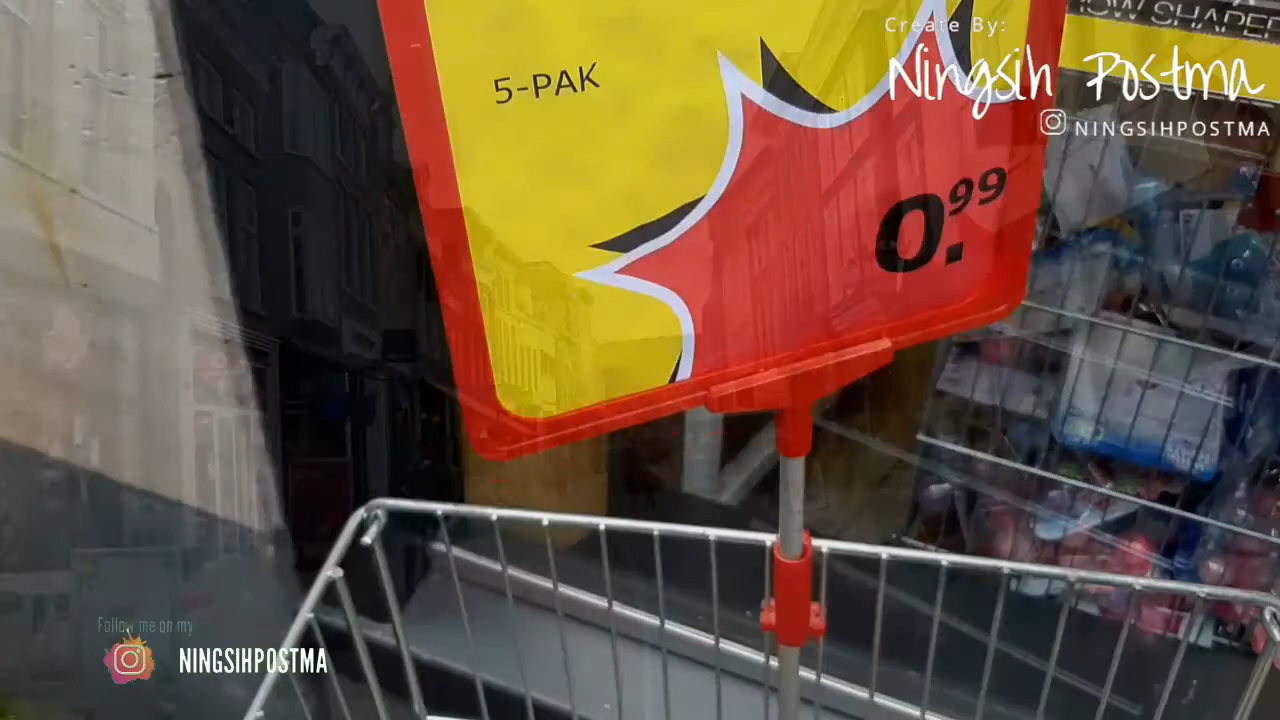 Create By:
Ningsih Postma
NINGSIHPOSTMA
5-PAK
0.99
Follow me on my
NINGSIHPOSTMA